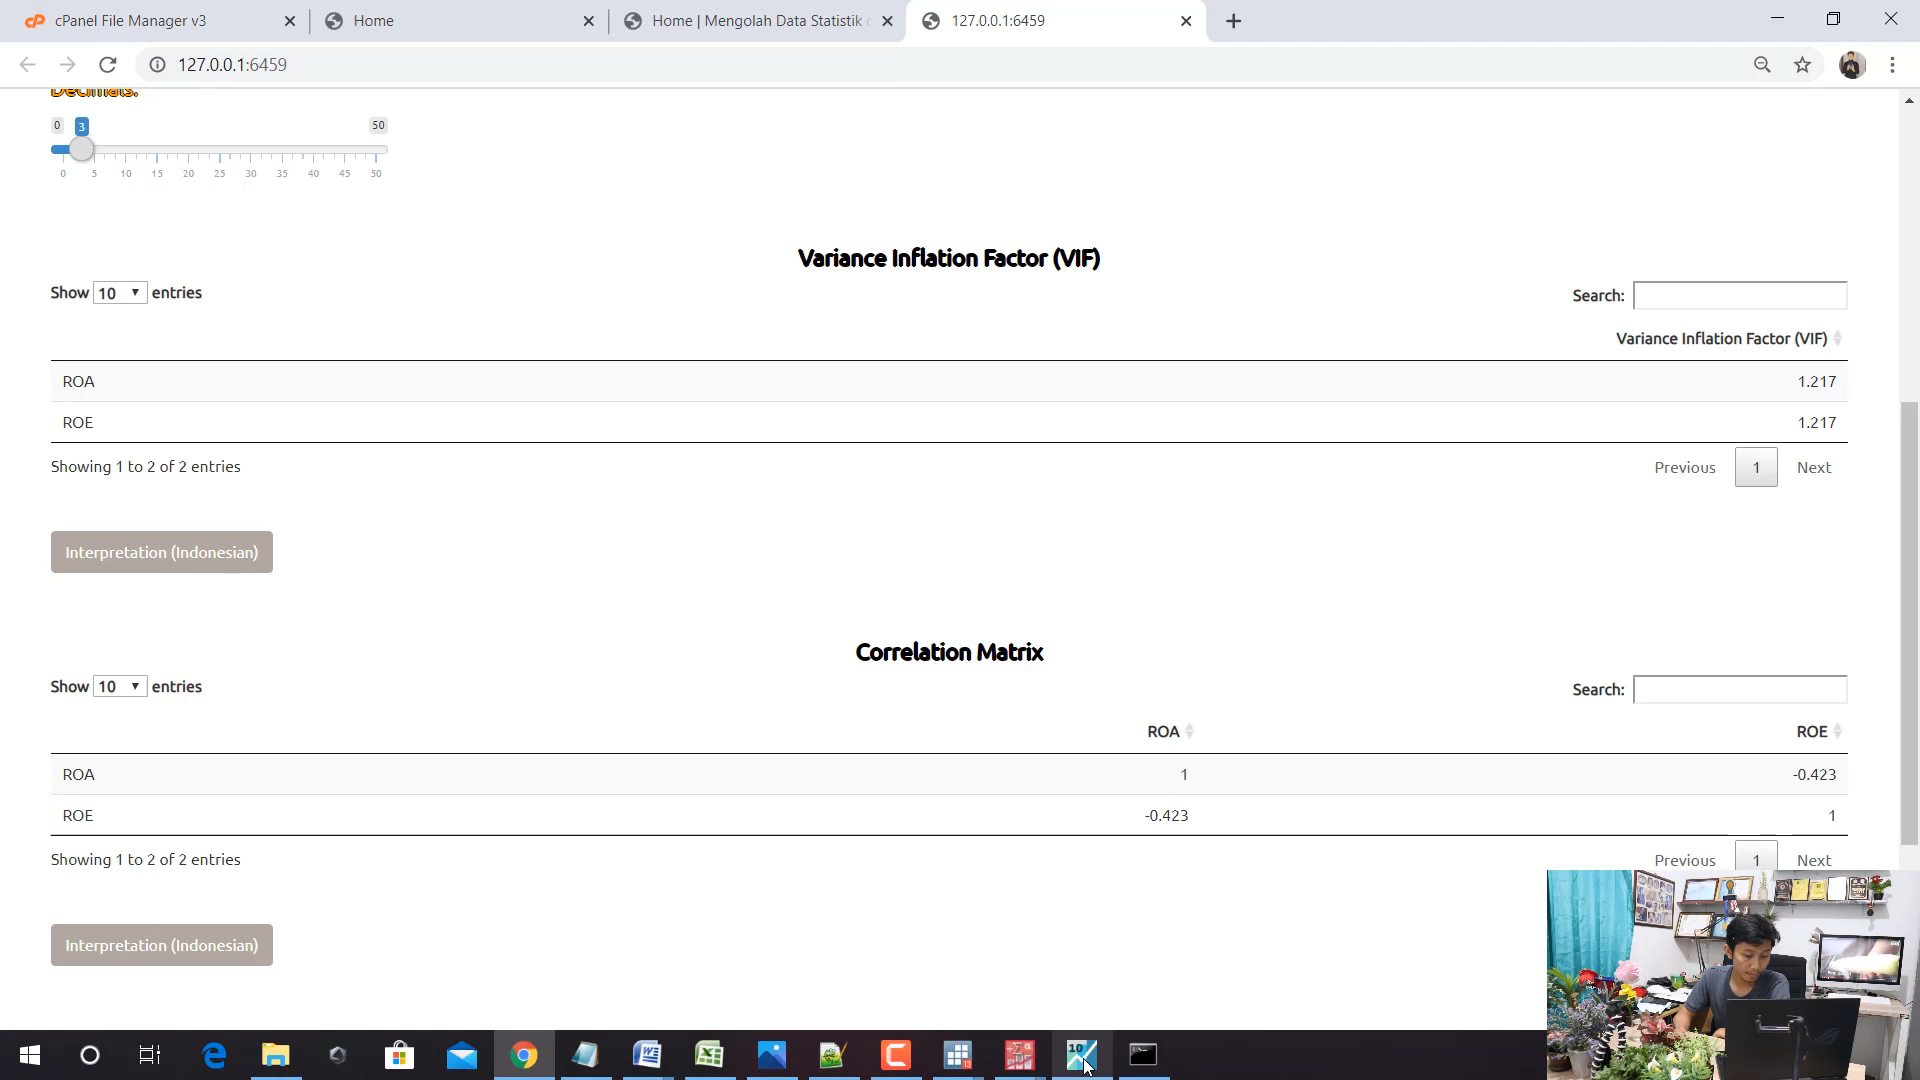 cPanel File Manager v3
Home
Home | Mengolah Data Statistik
127.0.0.1:6459
127.0.0.1:6459
Decimals:
0 3 50
0 5 10 15 20 25 30 35 40 45 50
Variance Inflation Factor (VIF)
Show 10 entries
Search:
Variance Inflation Factor (VIF)
ROA 1.217
ROE 1.217
Showing 1 to 2 of 2 entries
Previous 1 Next
Interpretation (Indonesian)
Correlation Matrix
Show 10 entries
Search:
ROA ROE
ROA 1 -0.423
ROE -0.423 1
Showing 1 to 2 of 2 entries
Previous 1 Next
Interpretation (Indonesian)